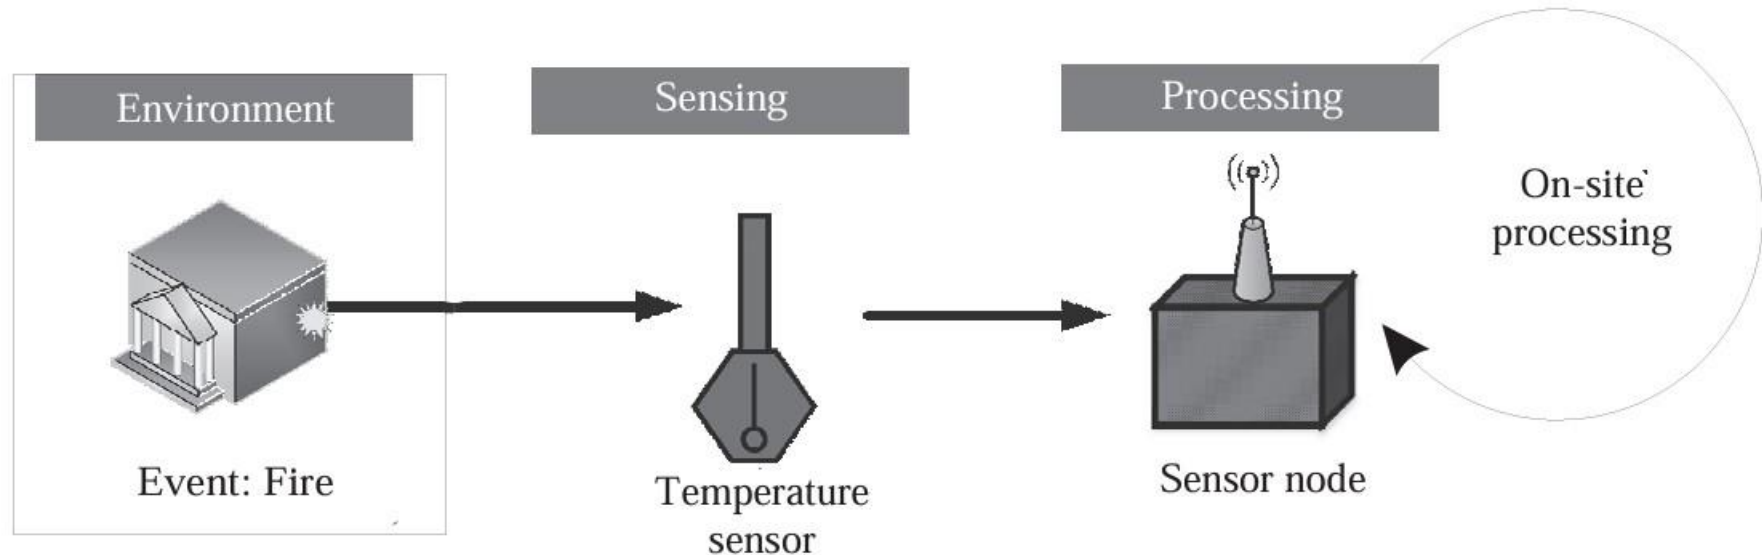 Environment
Sensing
Processing
On-site`
processing
Event: Fire
Temperature
sensor
Sensor node